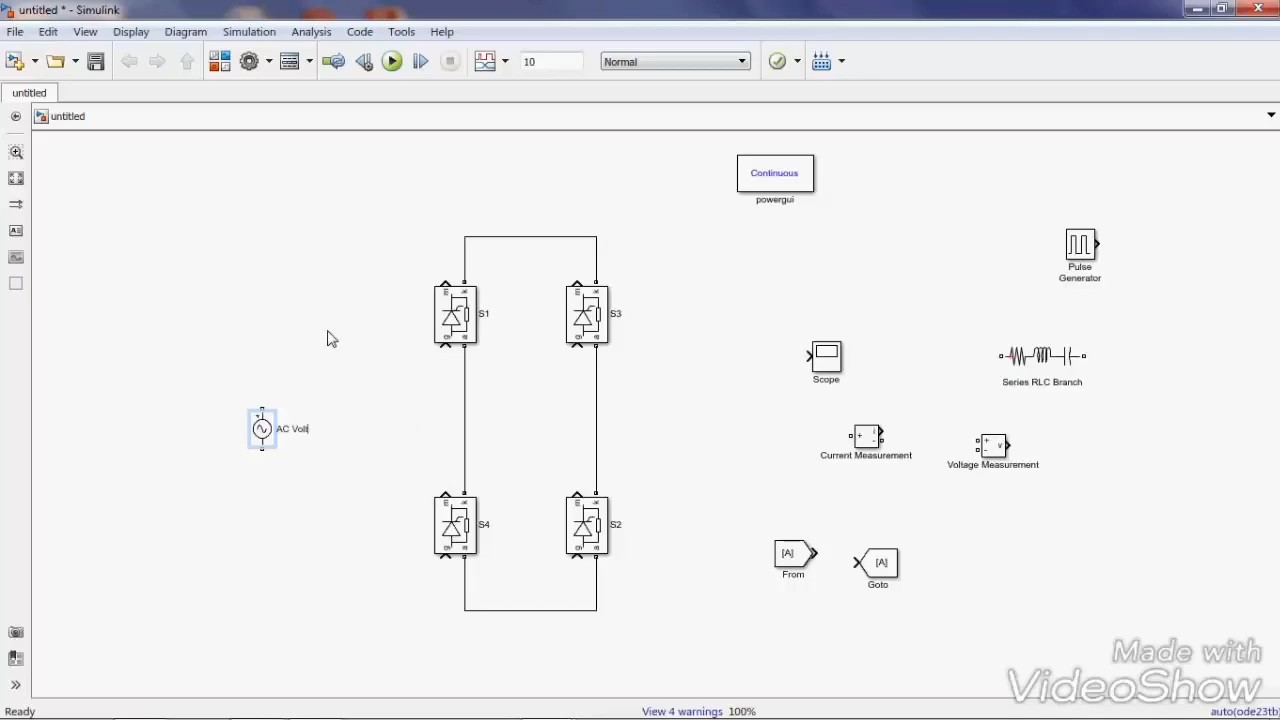 untitled * - Simulink
File Edit View Display Diagram Simulation Analysis Code Tools Help
10 Normal
untitled
untitled
Continuous
powergui
Pulse
Generator
m k
g a
S1
m k
g a
S3
Scope
Series RLC Branch
AC Volt
+ i -
Current Measurement
+ - v
Voltage Measurement
m k
g a
S4
m k
g a
S2
[A]
From
[A]
Goto
Made with
VideoShow
Ready View 4 warnings 100% auto(ode23tb)